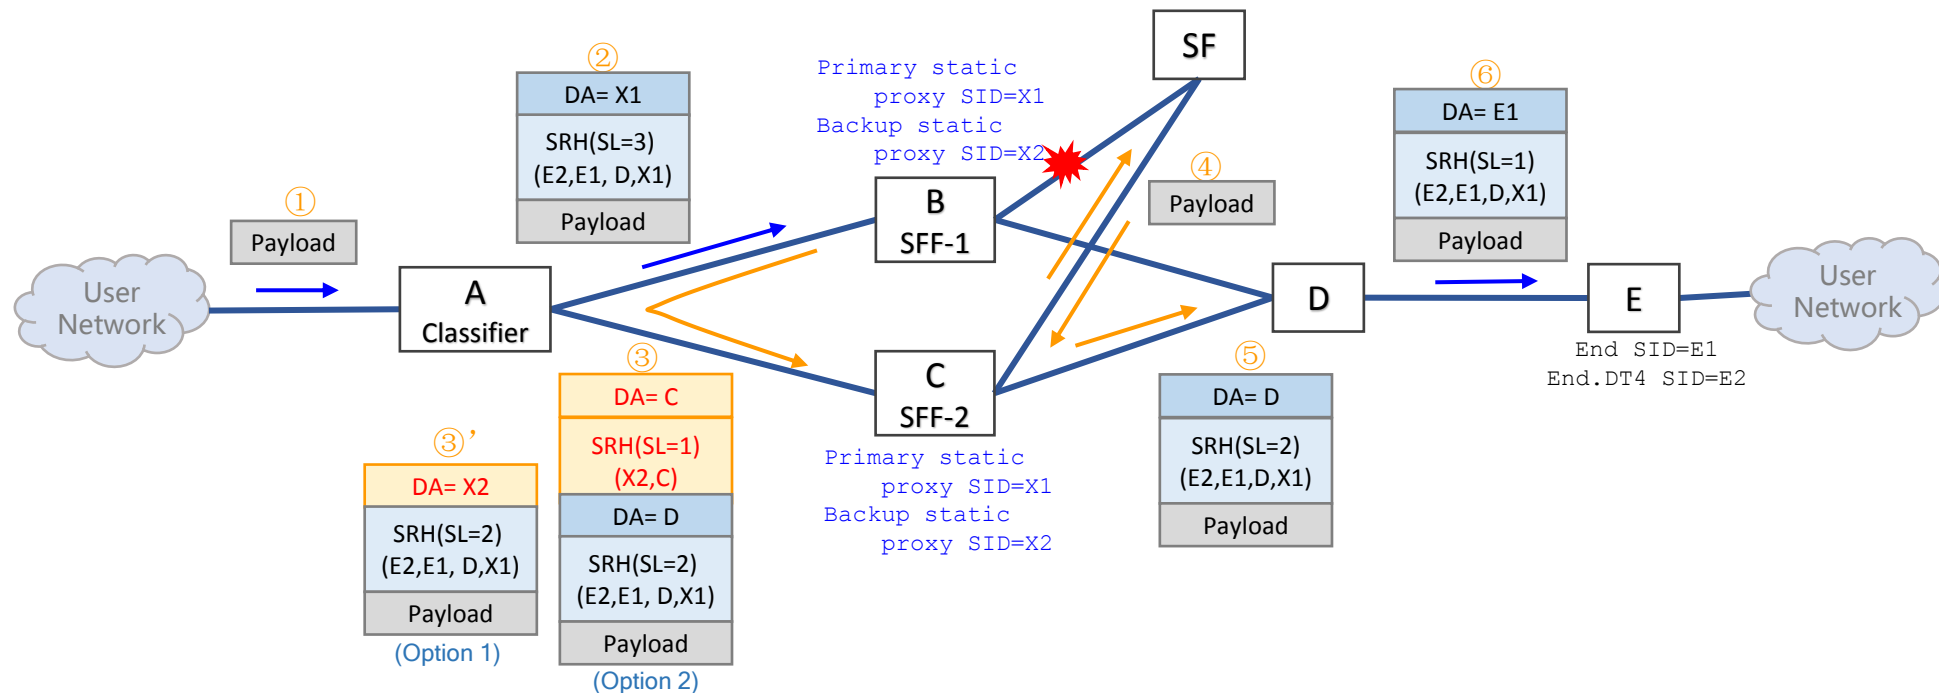 ①
Payload
User
Network
A
Classifier
②
DA= X1
SRH(SL=3)
(E2,E1, D,X1)
Payload
Primary static
proxy SID=X1
Backup static
proxy SID=X2
B
SFF-1
SF
④
Payload
③’
DA= X2
SRH(SL=2)
(E2,E1, D,X1)
Payload
(Option 1)
③
DA= C
SRH(SL=1)
(X2,C)
DA= D
SRH(SL=2)
(E2,E1, D,X1)
Payload
(Option 2)
C
SFF-2
Primary static
proxy SID=X1
Backup static
proxy SID=X2
⑤
DA= D
SRH(SL=2)
(E2,E1,D,X1)
Payload
D
⑥
DA= E1
SRH(SL=1)
(E2,E1,D,X1)
Payload
E
End SID=E1
End.DT4 SID=E2
User
Network